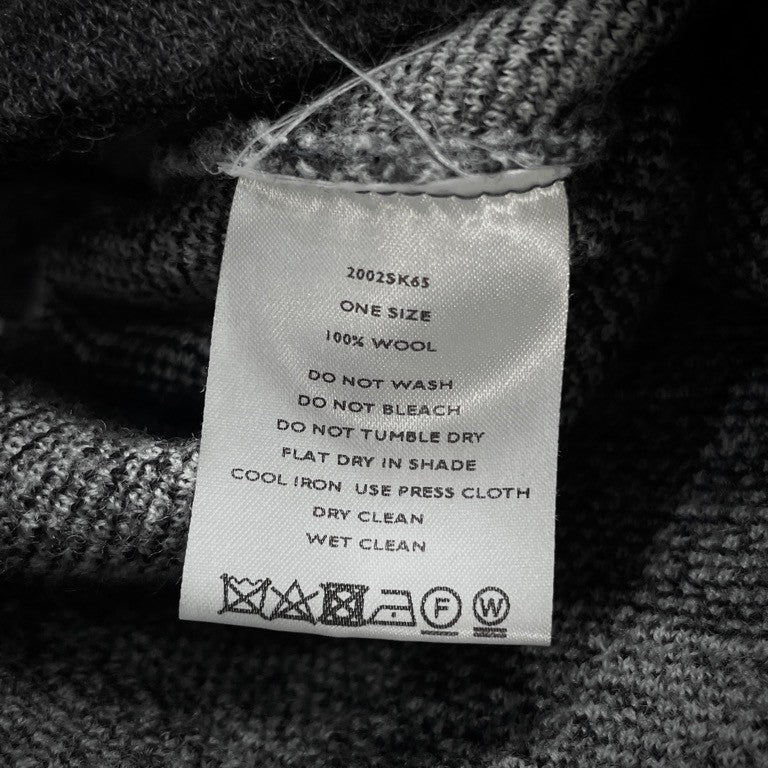 2002SK65
ONE SIZE
100% WOOL
DO NOT WASH
DO NOT BLEACH
DO NOT TUMBLE DRY
FLAT DRY IN SHADE
COOL IRON USE PRESS CLOTH
DRY CLEAN
WET CLEAN
F W